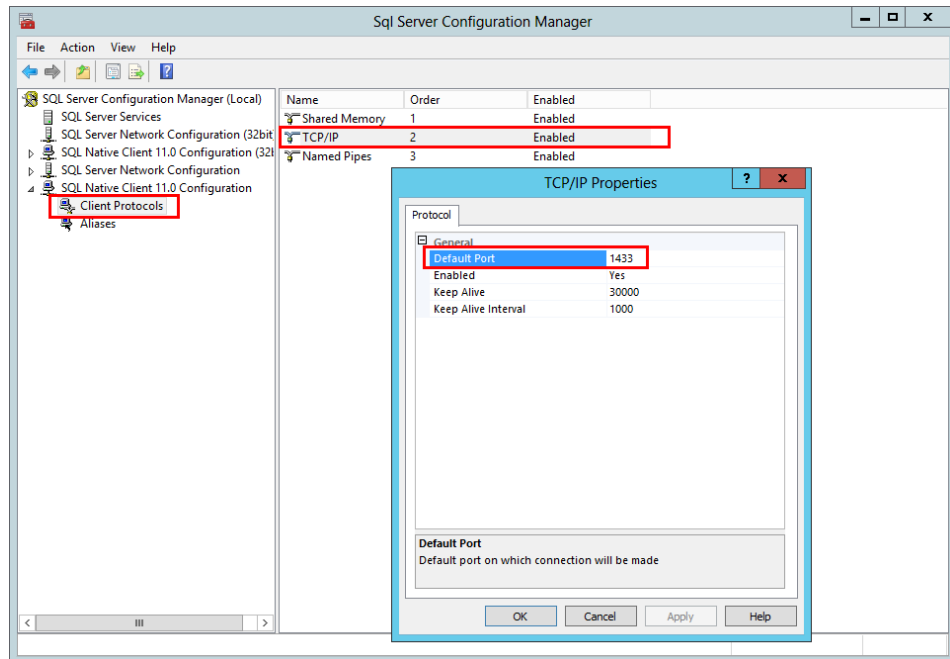 Sql Server Configuration Manager
File Action View Help
SQL Server Configuration Manager (Local)
SQL Server Services
SQL Server Network Configuration (32bit
SQL Native Client 11.0 Configuration (32b
SQL Server Network Configuration
SQL Native Client 11.0 Configuration
Client Protocols
Aliases
Name Order Enabled
Shared Memory 1 Enabled
TCP/IP 2 Enabled
Named Pipes 3 Enabled
TCP/IP Properties
Protocol
General
Default Port 1433
Enabled Yes
Keep Alive 30000
Keep Alive Interval 1000
Default Port
Default port on which connection will be made
OK Cancel Apply Help